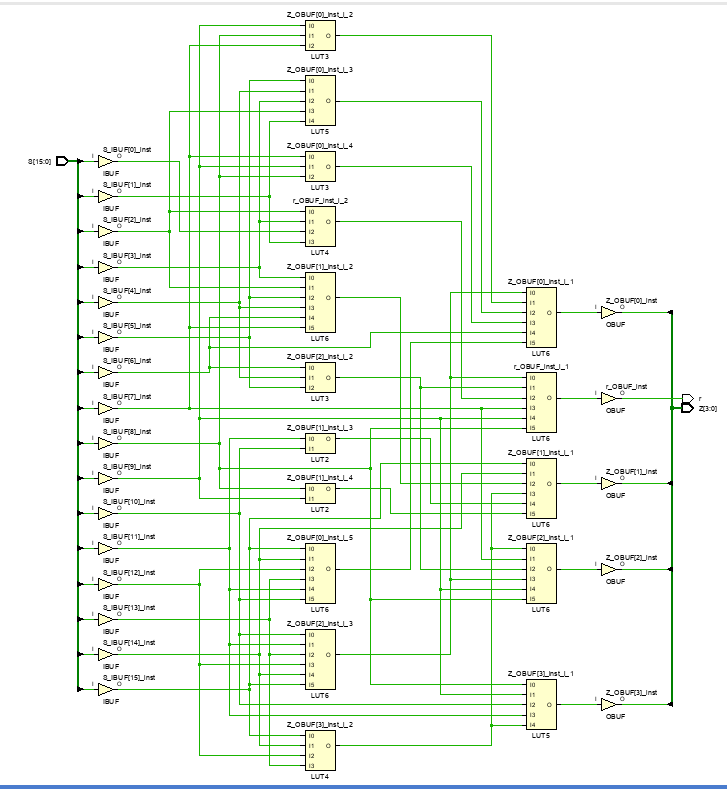 S[15:0]
I S_IBUF[0]_inst O
IBUF
I S_IBUF[1]_inst O
IBUF
I S_IBUF[2]_inst O
IBUF
I S_IBUF[3]_inst O
IBUF
I S_IBUF[4]_inst O
IBUF
I S_IBUF[5]_inst O
IBUF
I S_IBUF[6]_inst O
IBUF
I S_IBUF[7]_inst O
IBUF
I S_IBUF[8]_inst O
IBUF
I S_IBUF[9]_inst O
IBUF
I S_IBUF[10]_inst O
IBUF
I S_IBUF[11]_inst O
IBUF
I S_IBUF[12]_inst O
IBUF
I S_IBUF[13]_inst O
IBUF
I S_IBUF[14]_inst O
IBUF
I S_IBUF[15]_inst O
IBUF
Z_OBUF[0]_inst_i_2
I0
I1 O
I2
LUT3
Z_OBUF[0]_inst_i_3
I0
I1
I2 O
I3
I4
LUT5
Z_OBUF[0]_inst_i_4
I0
I1 O
I2
LUT3
r_OBUF_inst_i_2
I0
I1 O
I2
I3
LUT4
Z_OBUF[1]_inst_i_2
I0
I1
I2 O
I3
I4
I5
LUT6
Z_OBUF[2]_inst_i_2
I0
I1 O
I2
LUT3
Z_OBUF[1]_inst_i_3
I0 O
I1
LUT2
Z_OBUF[1]_inst_i_4
I0 O
I1
LUT2
Z_OBUF[0]_inst_i_5
I0
I1
I2 O
I3
I4
I5
LUT6
Z_OBUF[2]_inst_i_3
I0
I1
I2 O
I3
I4
I5
LUT6
Z_OBUF[3]_inst_i_2
I0
I1 O
I2
I3
LUT4
Z_OBUF[0]_inst_i_1
I0
I1
I2 O
I3
I4
I5
LUT6
r_OBUF_inst_i_1
I0
I1
I2 O
I3
I4
I5
LUT6
Z_OBUF[1]_inst_i_1
I0
I1
I2 O
I3
I4
I5
LUT6
Z_OBUF[2]_inst_i_1
I0
I1
I2 O
I3
I4
I5
LUT6
Z_OBUF[3]_inst_i_1
I0
I1
I2 O
I3
I4
LUT5
Z_OBUF[0]_inst
I O
OBUF
r_OBUF_inst
I O
OBUF
Z_OBUF[1]_inst
I O
OBUF
Z_OBUF[2]_inst
I O
OBUF
Z_OBUF[3]_inst
I O
OBUF
r
Z[3:0]